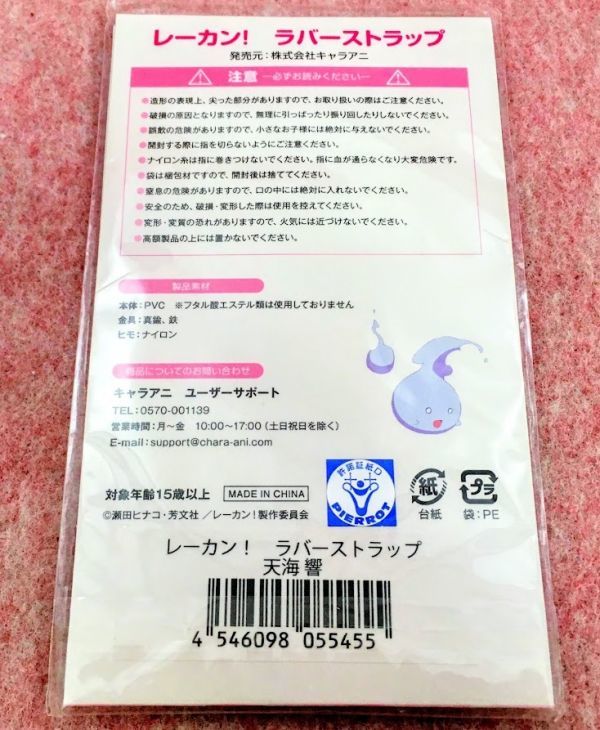 レーカン! ラバーストラップ
発売元:株式会社キャラアニ
注意 ―必ずお読みください―
●造形の表現上、尖った部分がありますので、お取り扱いの際はご注意ください。
●破損の原因となりますので、無理に引っぱったり振り回したりしないでください。
●誤飲の危険がありますので、小さなお子様には絶対に与えないでください。
●開封する際に指を切らないようにご注意ください。
●ナイロン糸は指に巻きつけないでください。指に血が通らなくなり大変危険です。
●袋は梱包材ですので、開封後は捨ててください。
●窒息の危険がありますので、口の中には絶対に入れないでください。
●安全のため、破損・変形した際は使用を控えてください。
●変形・変質の恐れがありますので、火気には近づけないでください。
●高額製品の上には置かないでください。
製品素材
本体:PVC ※フタル酸エステル類は使用しておりません
金具:真鍮、鉄
ヒモ:ナイロン
商品についてのお問い合わせ
キャラアニ ユーザーサポート
TEL:0570-001139
営業時間:月〜金 10:00〜17:00(土日祝日を除く)
E-mail:support@chara-ani.com
対象年齢15歳以上
MADE IN CHINA
©瀬田ヒナコ・芳文社/レーカン!製作委員会
許諾証紙D
PIERROT
紙
台紙
プラ
袋:PE
レーカン! ラバーストラップ
天海 響
4 546098 055455